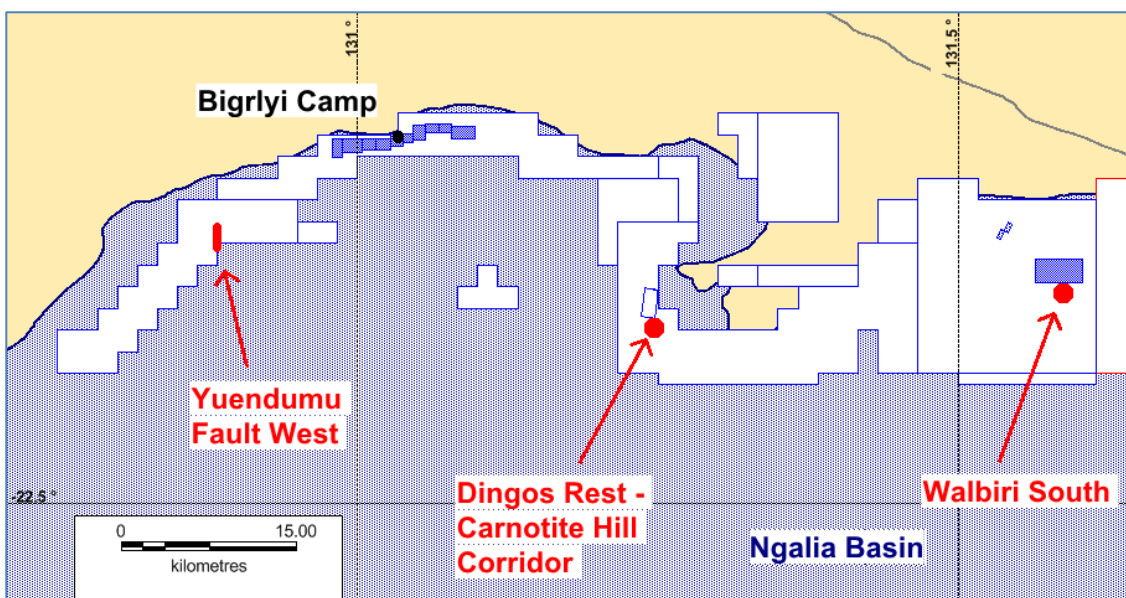 131 °
131.5 °
Bigrlyi Camp
Yuendumu
Fault West
-22.5 °
Dingos Rest -
Carnotite Hill
Corridor
Walbiri South
Ngalia Basin
0 15.00
kilometres